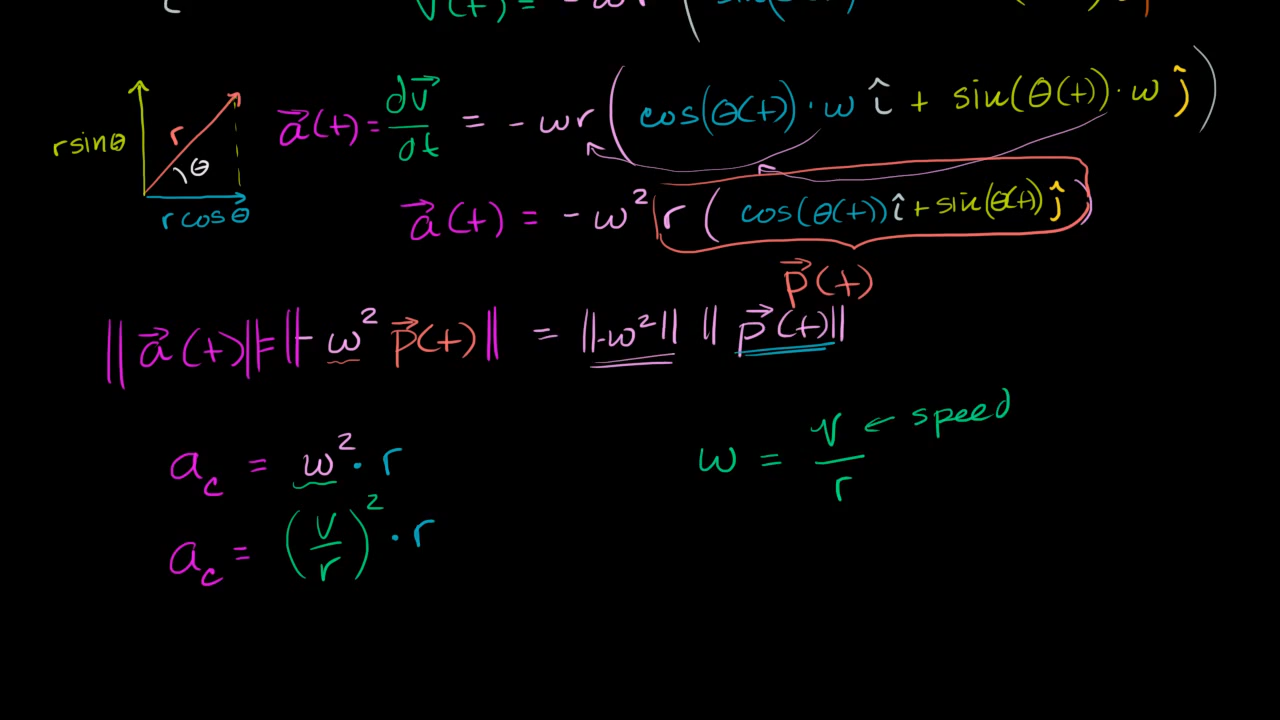 r sinθ
r
θ
r cosθ
a⃗(t) = dv⃗/dt = - ωr ( cos(θ(t)) · ω î + sin(θ(t)) · ω ĵ )
a⃗(t) = - ω² r ( cos(θ(t)) î + sin(θ(t)) ĵ )
p⃗(t)
||a⃗(t)|| = ||- ω² p⃗(t)|| = ||-ω²|| ||p⃗(t)||
a_c = ω² · r
ω = v/r ← speed
a_c = (v/r)² · r